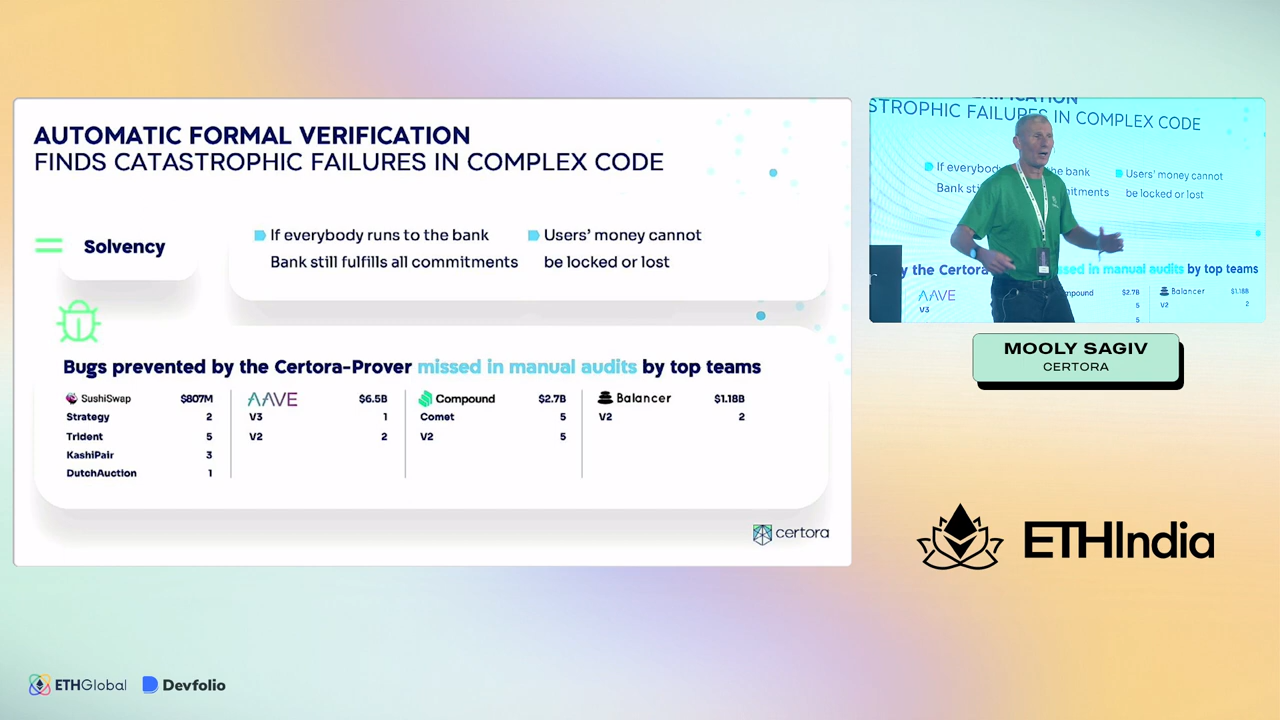 AUTOMATIC FORMAL VERIFICATION
FINDS CATASTROPHIC FAILURES IN COMPLEX CODE
Solvency
If everybody runs to the bank
Bank still fulfills all commitments
Users' money cannot
be locked or lost
Bugs prevented by the Certora-Prover missed in manual audits by top teams
SushiSwap $807M
Strategy 2
Trident 5
KashiPair 3
DutchAuction 1
AAVE $6.5B
V3 1
V2 2
Compound $2.7B
Comet 5
V2 5
Balancer $1.18B
V2 2
certora
STROPHIC FAILURES IN COMPLEX CODE
If everybody the bank
Bank
Users' money cannot
be locked or lost
y the Certora ssed in manual audits by top teams
AAVE
V3
mpound $2.7B
5
5
Balancer $1.18B
V2 2
MOOLY SAGIV
CERTORA
ETHIndia
ETHGlobal
Devfolio